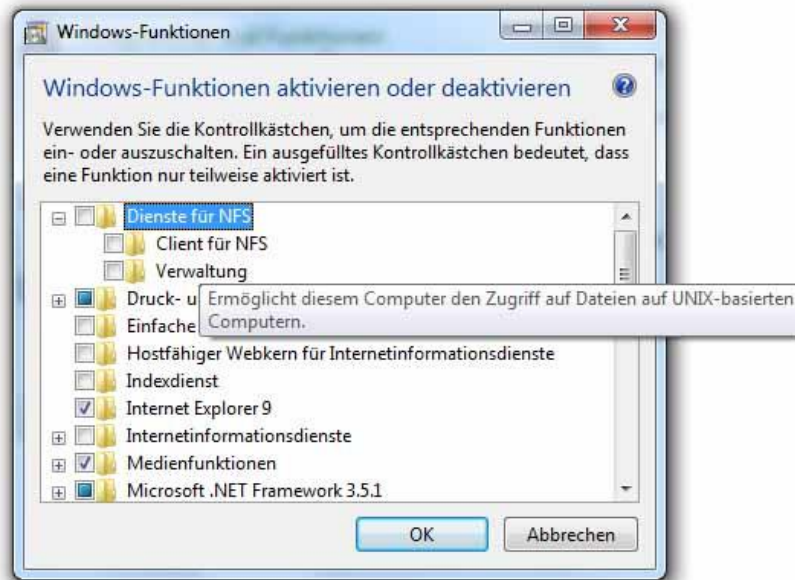 Windows-Funktionen
Windows-Funktionen aktivieren oder deaktivieren
Verwenden Sie die Kontrollkästchen, um die entsprechenden Funktionen
ein- oder auszuschalten. Ein ausgefülltes Kontrollkästchen bedeutet, dass
eine Funktion nur teilweise aktiviert ist.
Dienste für NFS
Client für NFS
Verwaltung
Druck- u
Ermöglicht diesem Computer den Zugriff auf Dateien auf UNIX-basierten
Computern.
Einfache
Hostfähiger Webkern für Internetinformationsdienste
Indexdienst
Internet Explorer 9
Internetinformationsdienste
Medienfunktionen
Microsoft .NET Framework 3.5.1
OK
Abbrechen